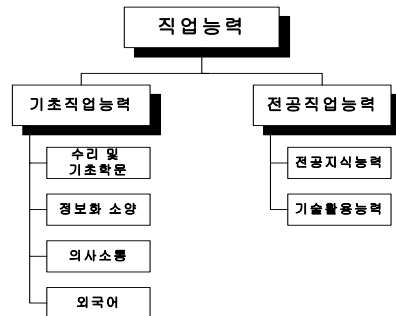 직업능력
기초직업능력
전공직업능력
수리 및
기초학문
전공지식능력
정보화 소양
기술활용능력
의사소통
외국어